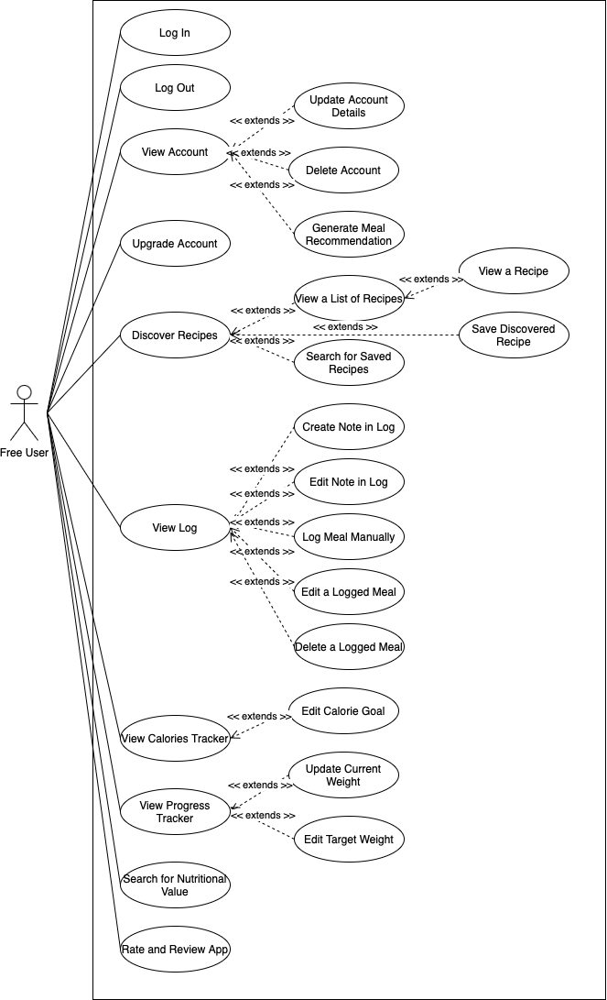 Log In
Log Out
Update Account
Details
<< extends >>
View Account
<< extends >>
Delete Account
<< extends >>
Generate Meal
Recommendation
Upgrade Account
View a Recipe
<< extends >>
View a List of Recipes
<< extends >>
<< extends >>
Discover Recipes
Save Discovered
Recipe
<< extends >>
Search for Saved
Recipes
Free User
Create Note in Log
<< extends >>
Edit Note in Log
<< extends >>
View Log
<< extends >>
Log Meal Manually
<< extends >>
<< extends >>
Edit a Logged Meal
Delete a Logged Meal
Edit Calorie Goal
<< extends >>
View Calories Tracker
Update Current
Weight
<< extends >>
View Progress
Tracker
<< extends >>
Edit Target Weight
Search for Nutritional
Value
Rate and Review App